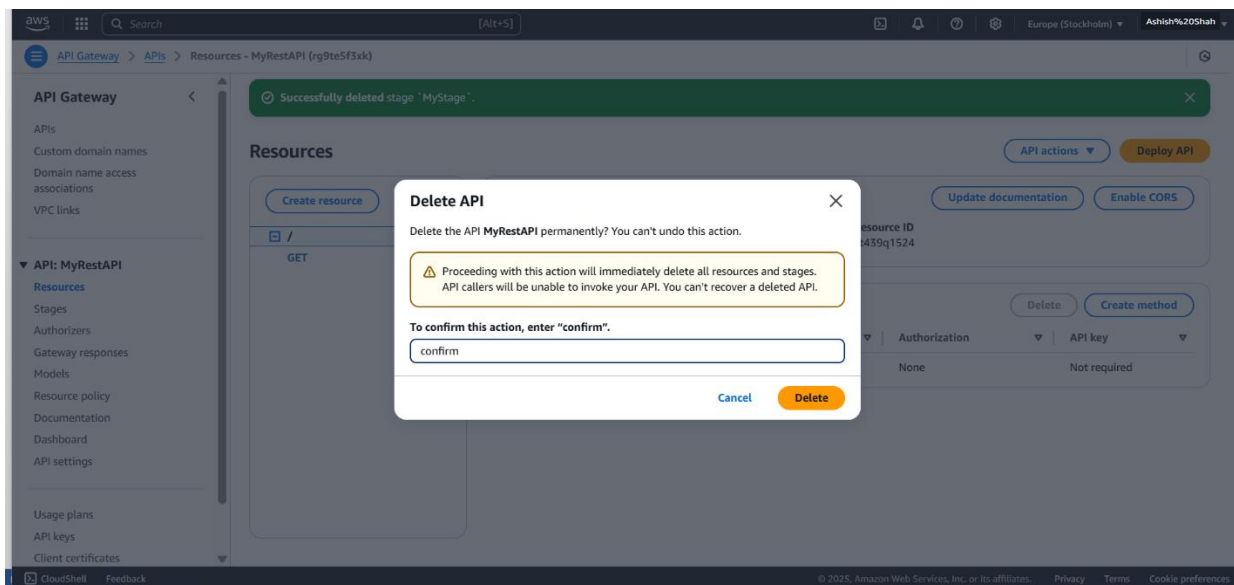 aws Search [Alt+S] Europe (Stockholm) Ashish%20Shah
API Gateway > APIs > Resources - MyRestAPI (rg9te5f3xk)
API Gateway
APIs
Custom domain names
Domain name access
associations
VPC links
API: MyRestAPI
Resources
Stages
Authorizers
Gateway responses
Models
Resource policy
Documentation
Dashboard
API settings
Usage plans
API keys
Client certificates
Successfully deleted stage `MyStage`.
Resources
API actions Deploy API
Create resource
/
GET
Update documentation Enable CORS
esource ID
439q1524
Delete Create method
Authorization API key
None Not required
Delete API
Delete the API MyRestAPI permanently? You can't undo this action.
Proceeding with this action will immediately delete all resources and stages.
API callers will be unable to invoke your API. You can't recover a deleted API.
To confirm this action, enter “confirm”.
confirm
Cancel Delete
CloudShell Feedback © 2025, Amazon Web Services, Inc. or its affiliates. Privacy Terms Cookie preferences